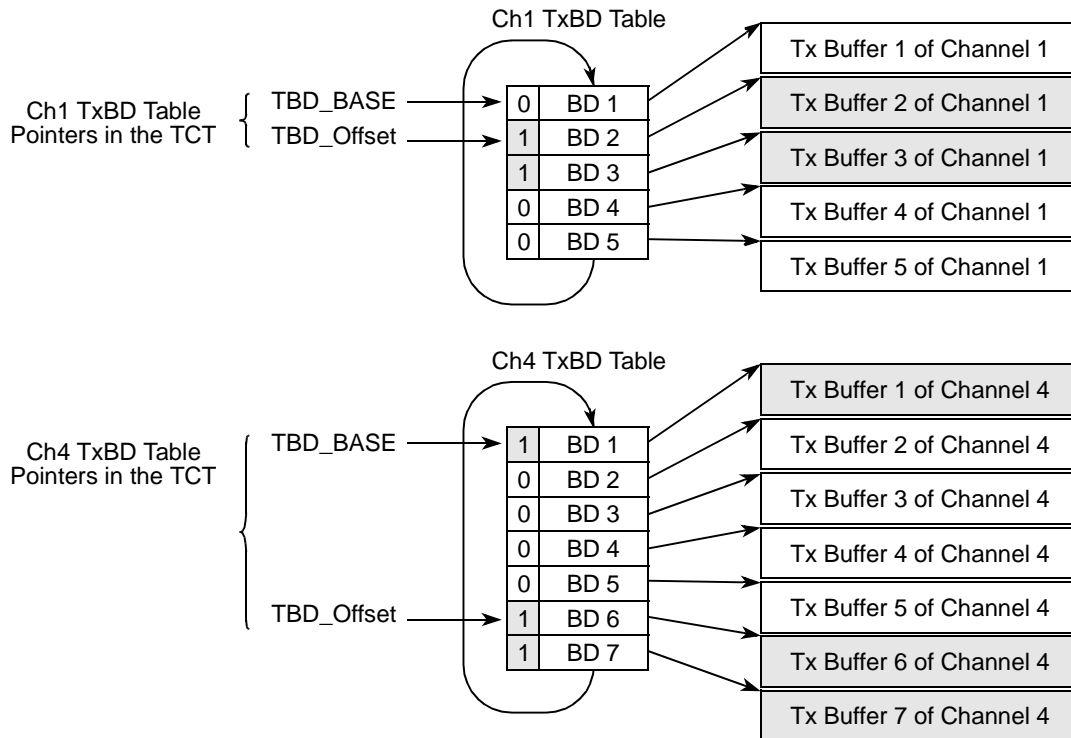 Ch1 TxBD Table
Ch1 TxBD Table
Pointers in the TCT
TBD_BASE
TBD_Offset
0 BD 1
1 BD 2
1 BD 3
0 BD 4
0 BD 5
Tx Buffer 1 of Channel 1
Tx Buffer 2 of Channel 1
Tx Buffer 3 of Channel 1
Tx Buffer 4 of Channel 1
Tx Buffer 5 of Channel 1
Ch4 TxBD Table
Ch4 TxBD Table
Pointers in the TCT
TBD_BASE
TBD_Offset
1 BD 1
0 BD 2
0 BD 3
0 BD 4
0 BD 5
1 BD 6
1 BD 7
Tx Buffer 1 of Channel 4
Tx Buffer 2 of Channel 4
Tx Buffer 3 of Channel 4
Tx Buffer 4 of Channel 4
Tx Buffer 5 of Channel 4
Tx Buffer 6 of Channel 4
Tx Buffer 7 of Channel 4